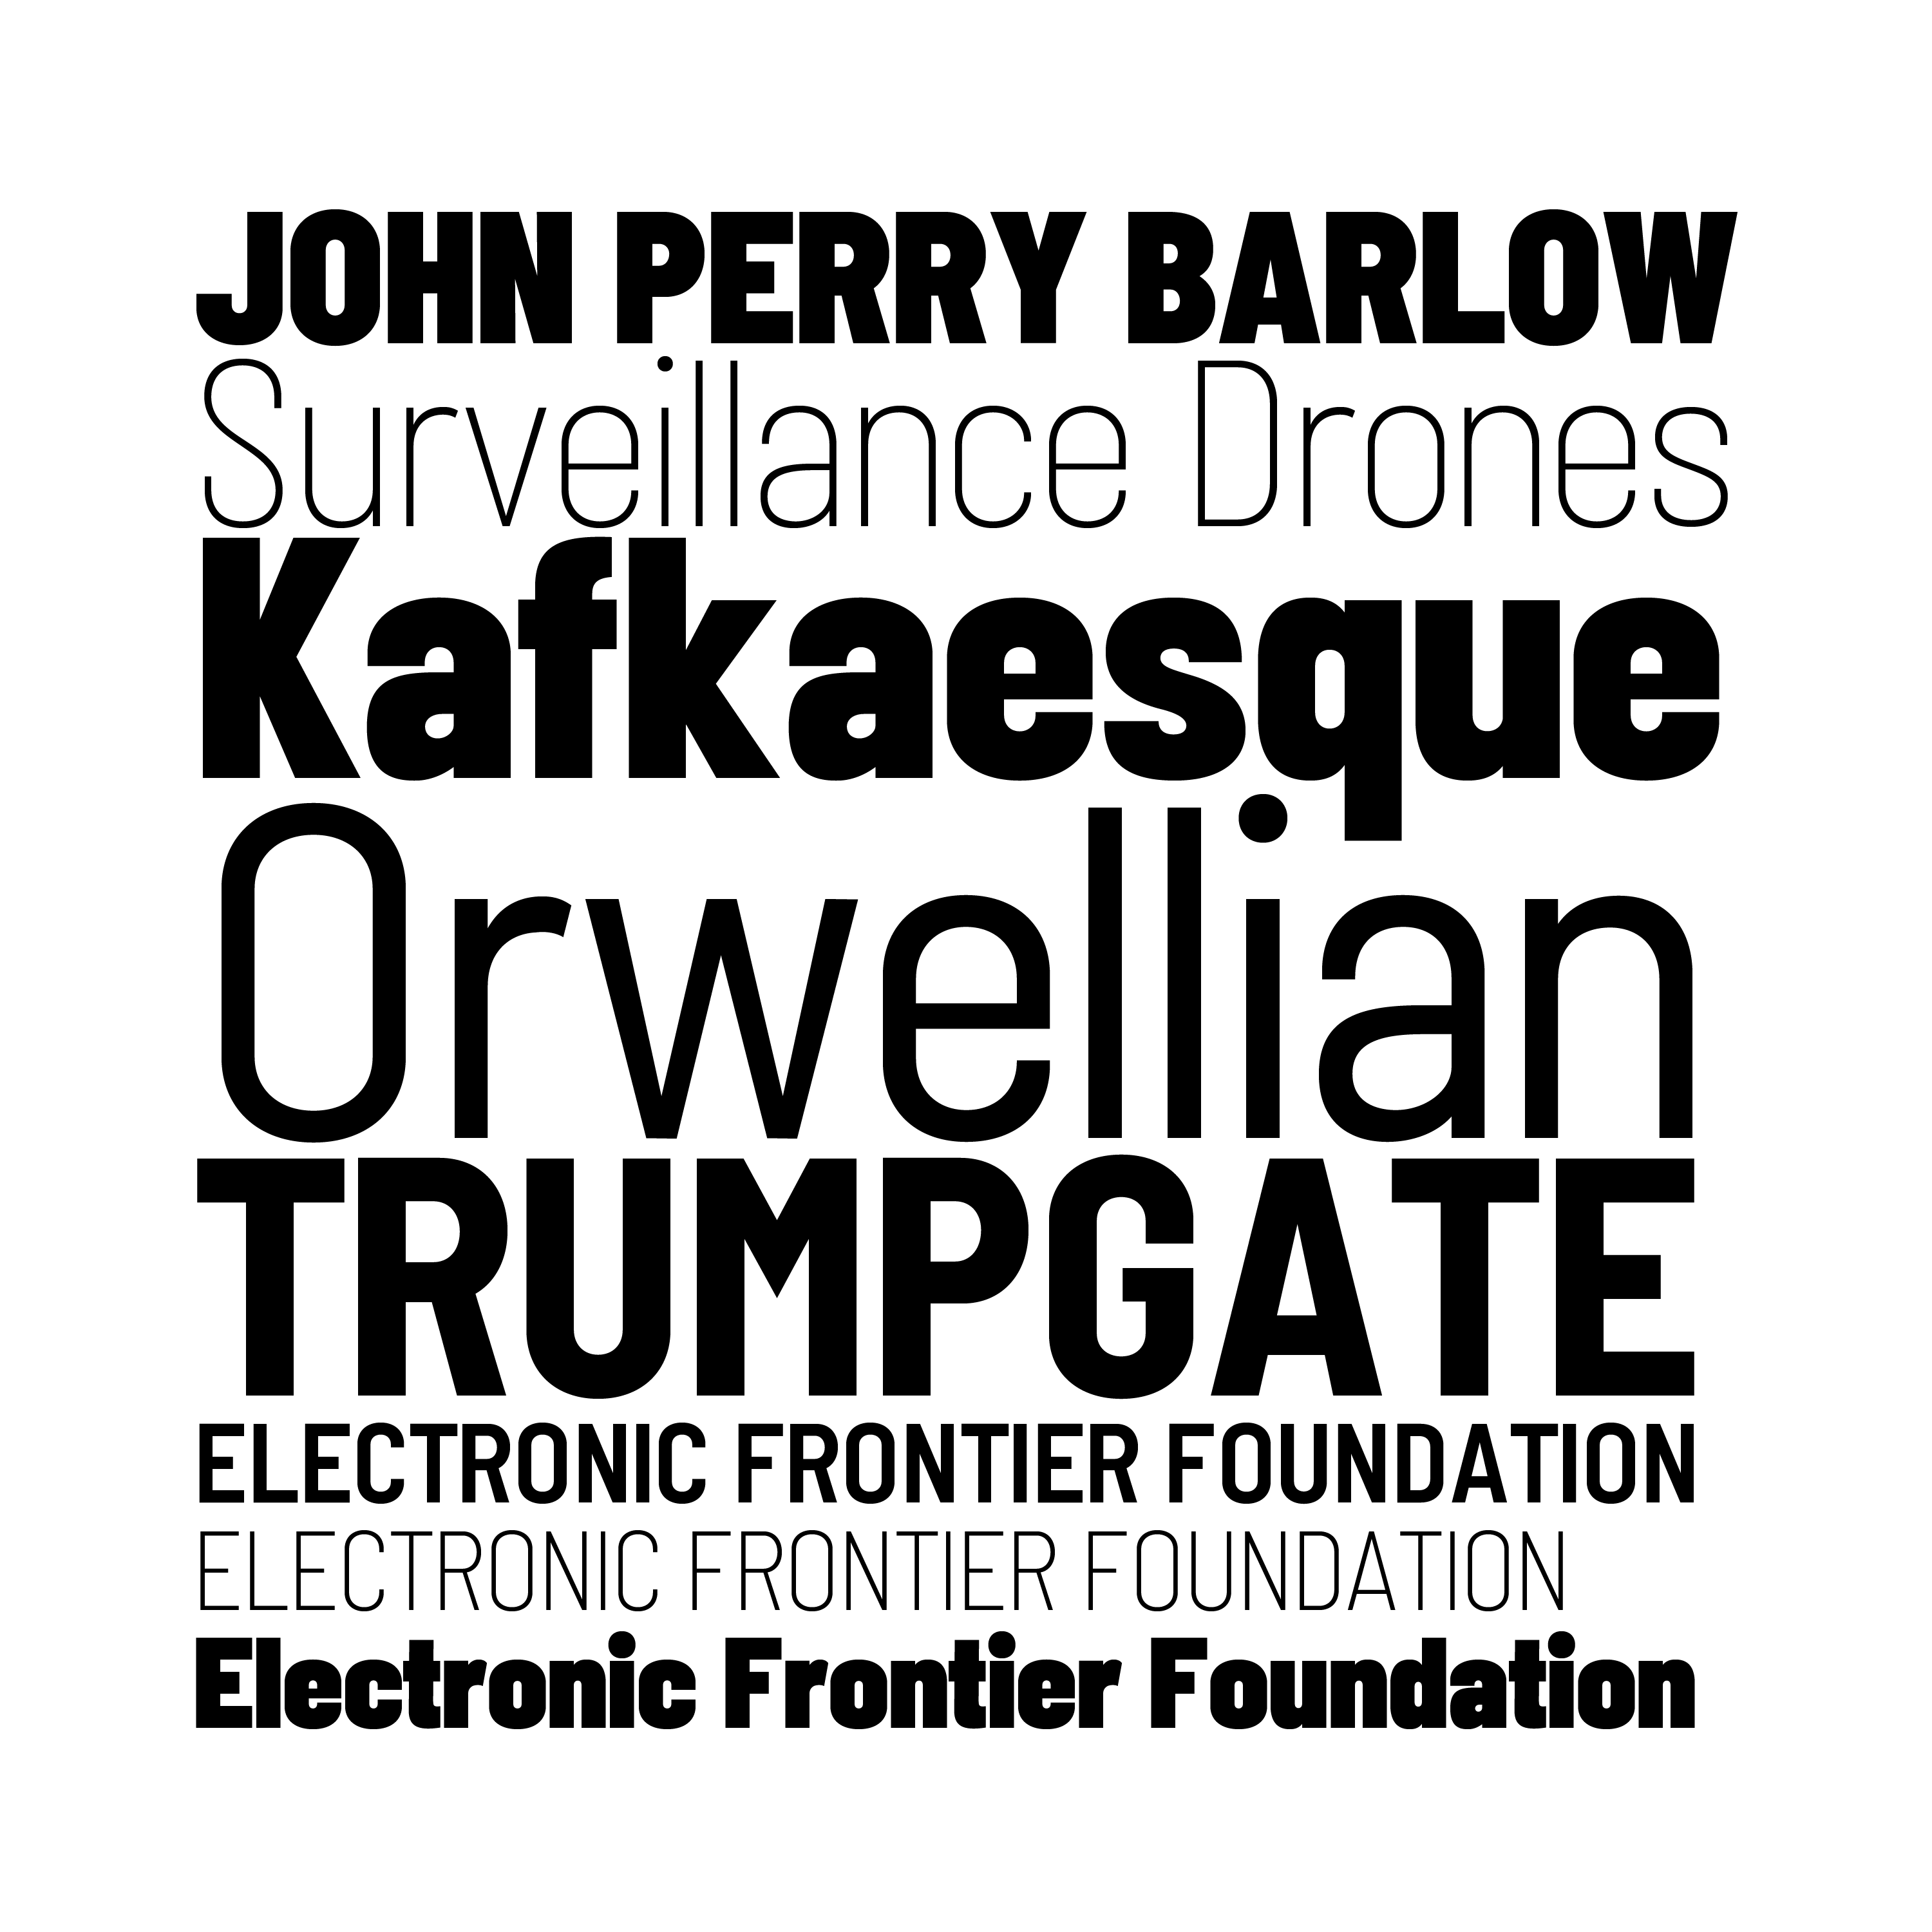 JOHN PERRY BARLOW
Surveillance Drones
Kafkaesque
Orwellian
TRUMPGATE
ELECTRONIC FRONTIER FOUNDATION
ELECTRONIC FRONTIER FOUNDATION
Electronic Frontier Foundation